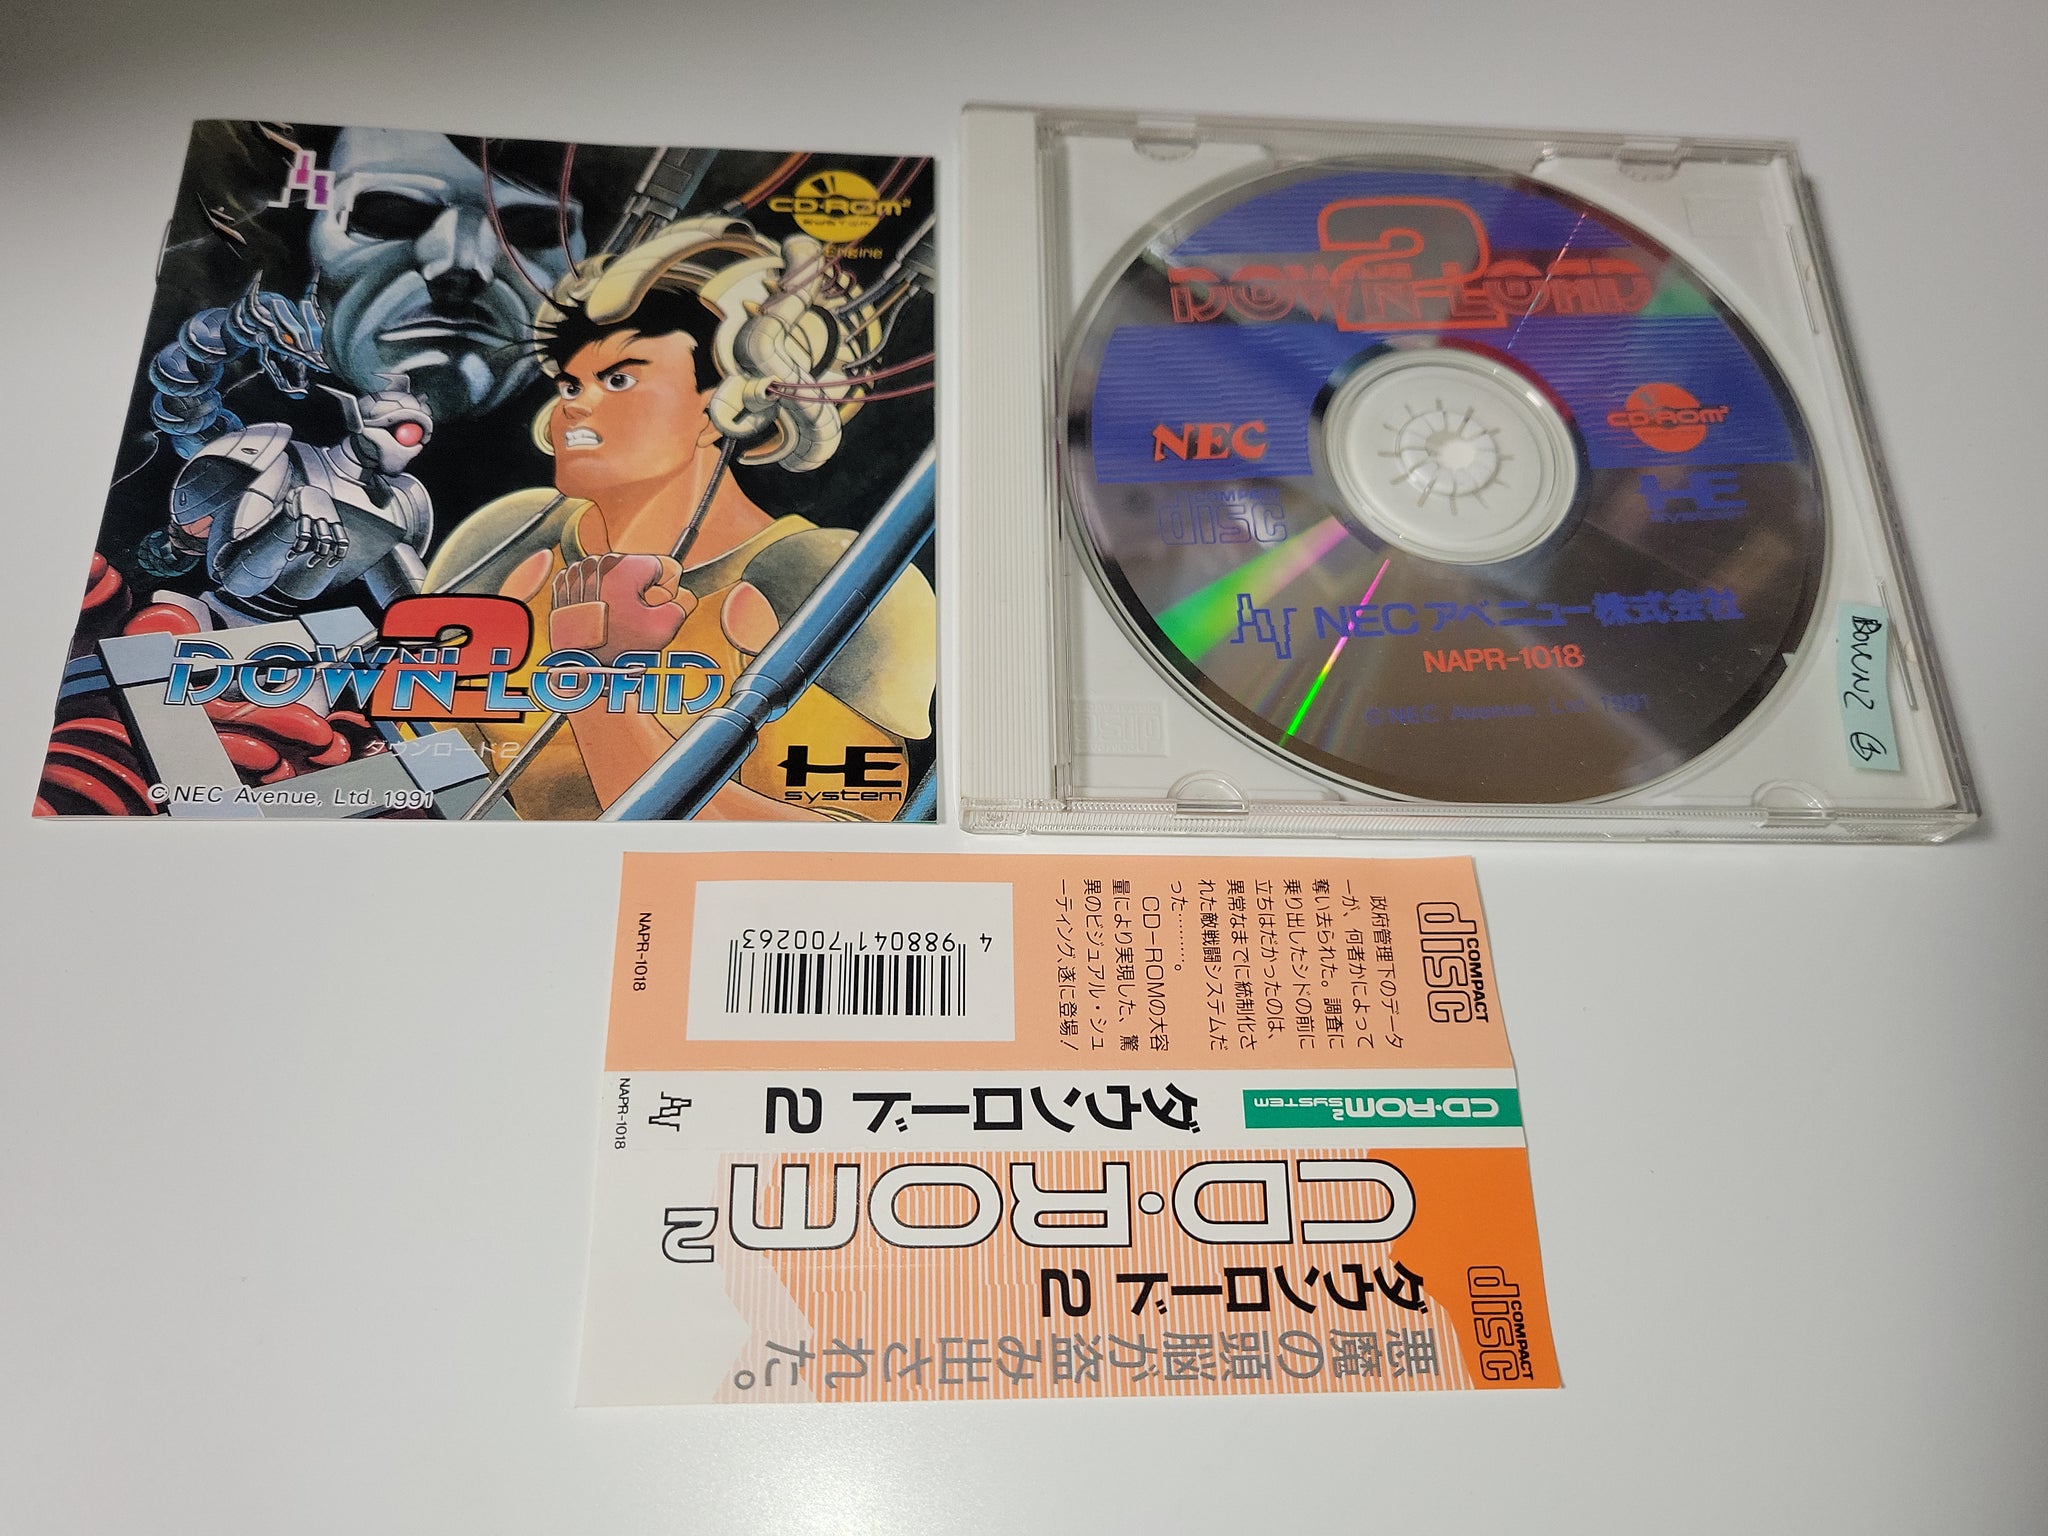 CD-ROM²
SYSTEM
Engine
2
DOWN LOAD
ダウンロード2
© NEC Avenue, Ltd. 1991
HE
system
2
DOWN LOAD
NEC
CD-ROM²
COMPACT
disc
HE
system
NEC アベニュー株式会社
NAPR-1018
© NEC Avenue, Ltd. 1991
COMPACT
disc
政府管理下のデータ
ーが、何者かによって
奪い去られた。調査に
乗り出したシドの前に
立ちはだかったのは、
異常なまでに統制化さ
れた敵戦闘システムだ
った………。
CD-ROMの大容
量により実現した、驚
異のビジュアル・シュ
ーティング、遂に登場!
4 988041 700263
NAPR-1018
CD-ROM²
SYSTEM
ダウンロード 2
NAPR-1018
CD・ROM
2
ダウンロード 2
悪魔の頭脳が盗み出された。
COMPACT
disc